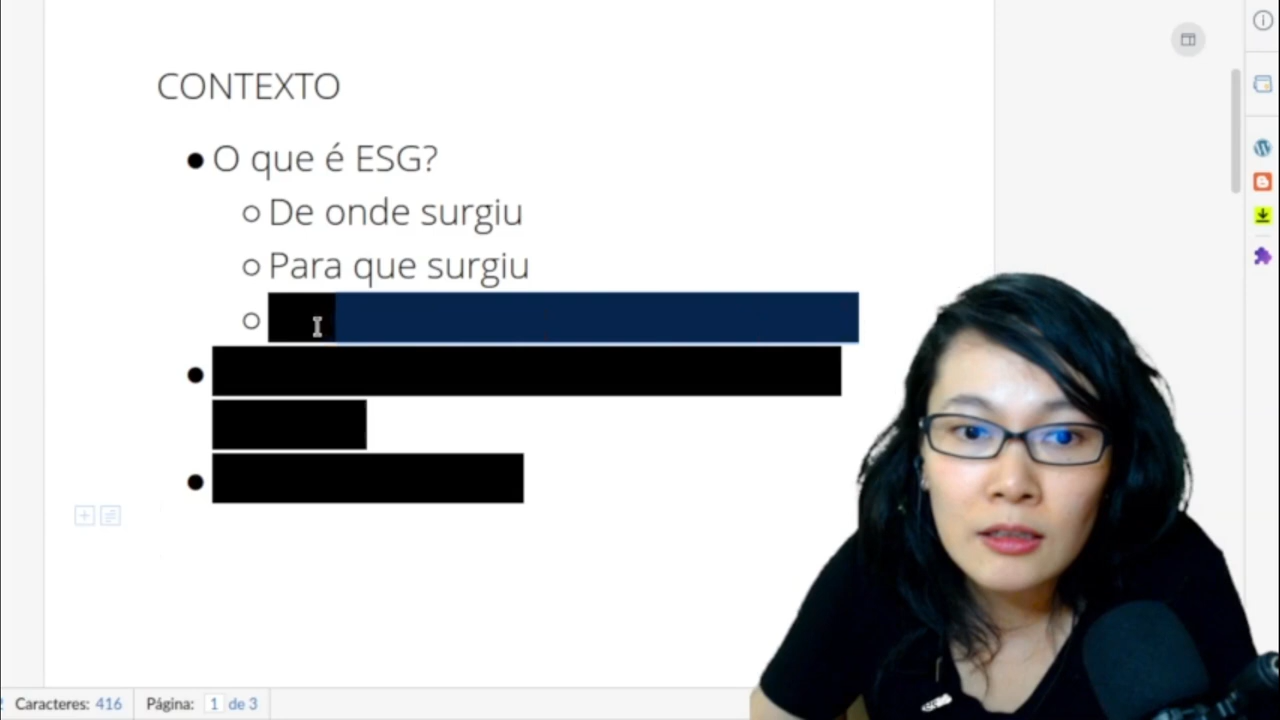 CONTEXTO
O que é ESG?
De onde surgiu
Para que surgiu
Caracteres: 416 Página: 1 de 3